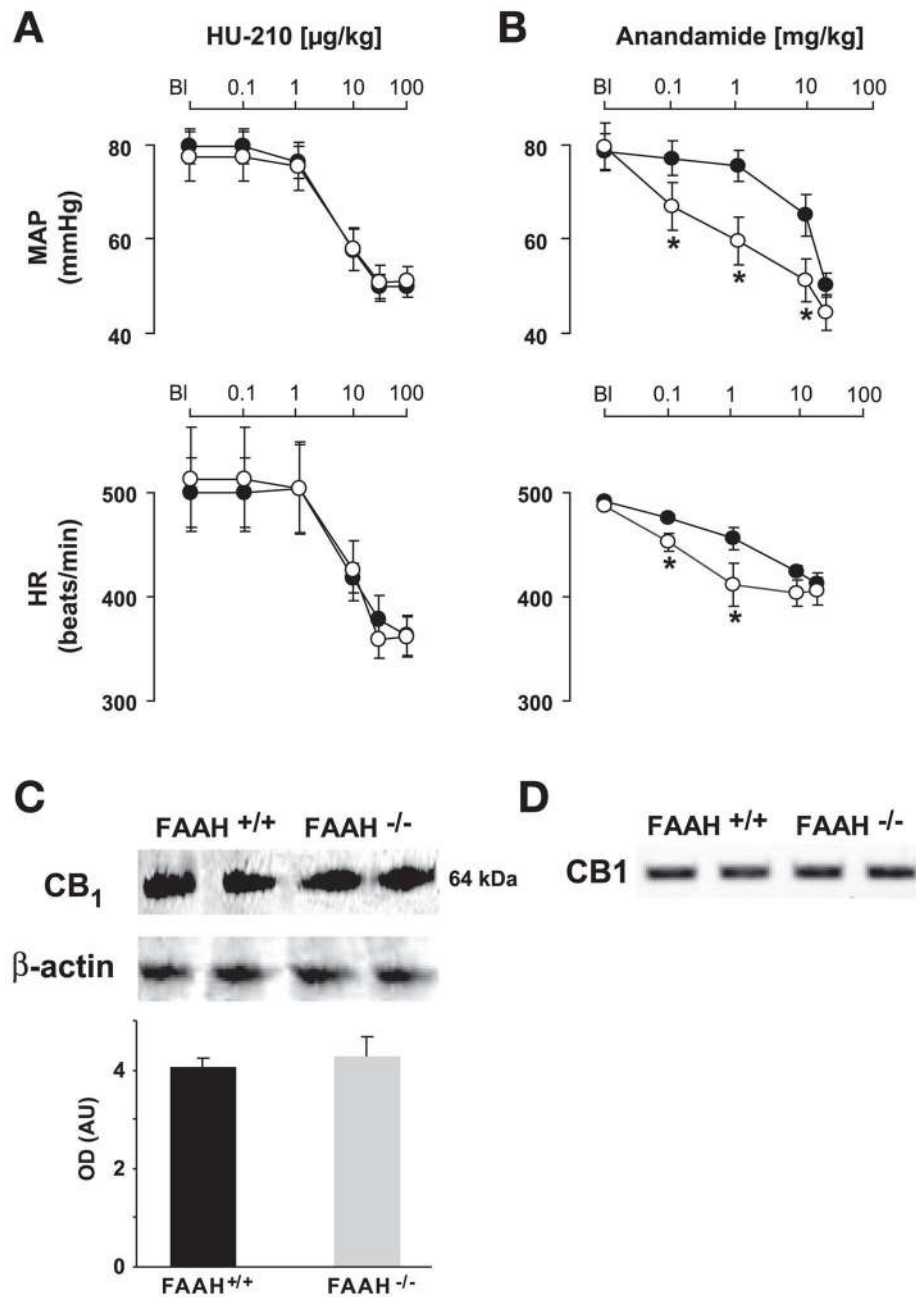 A
HU-210 [µg/kg]
Bl 0.1 1 10 100
80
60
40
MAP
(mmHg)
Bl 0.1 1 10 100
500
400
300
HR
(beats/min)
B
Anandamide [mg/kg]
Bl 0.1 1 10 100
80
60
40
* * *
Bl 0.1 1 10 100
500
400
300
* *
C
FAAH +/+ FAAH -/-
CB1 64 kDa
β-actin
4
2
0
OD (AU)
FAAH+/+ FAAH -/-
D
FAAH +/+ FAAH -/-
CB1